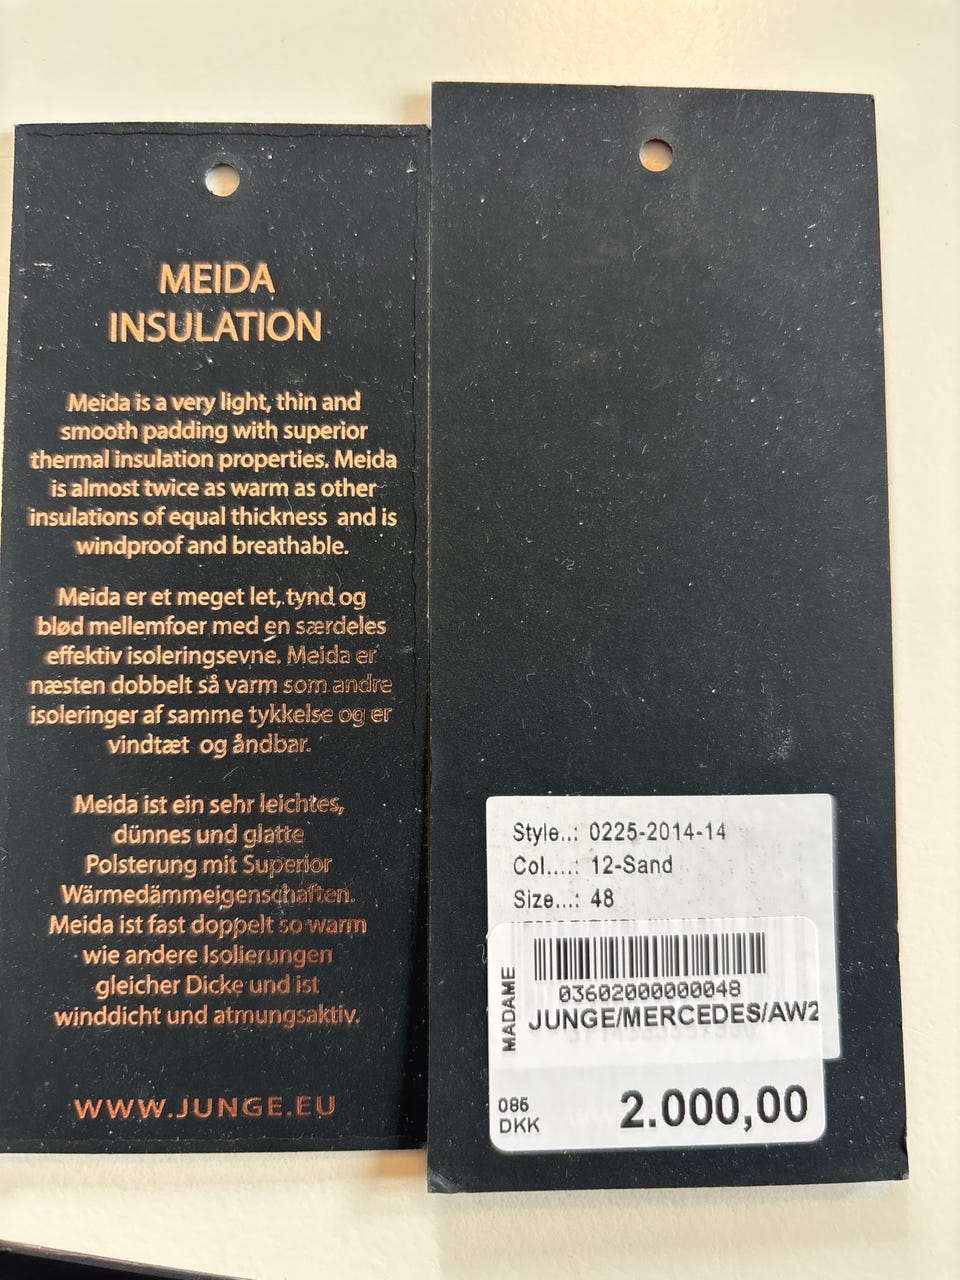 MEIDA
INSULATION
Meida is a very light, thin and
smooth padding with superior
thermal insulation properties. Meida
is almost twice as warm as other
insulations of equal thickness and is
windproof and breathable.
Meida er et meget let, tynd og
blød mellemfoer med en særdeles
effektiv isoleringsevne. Meida er
næsten dobbelt så varm som andre
isoleringer af samme tykkelse og er
vindtæt og åndbar.
Meida ist ein sehr leichtes,
dünnes und glatte
Polsterung mit Superior
Wärmedämmeigenschaften.
Meida ist fast doppelt so warm
wie andere Isolierungen
gleicher Dicke und ist
winddicht und atmungsaktiv.
WWW.JUNGE.EU
Style..: 0225-2014-14
Col.....: 12-Sand
Size...: 48
MADAME
03602000000048
JUNGE/MERCEDES/AW2
086
DKK
2.000,00